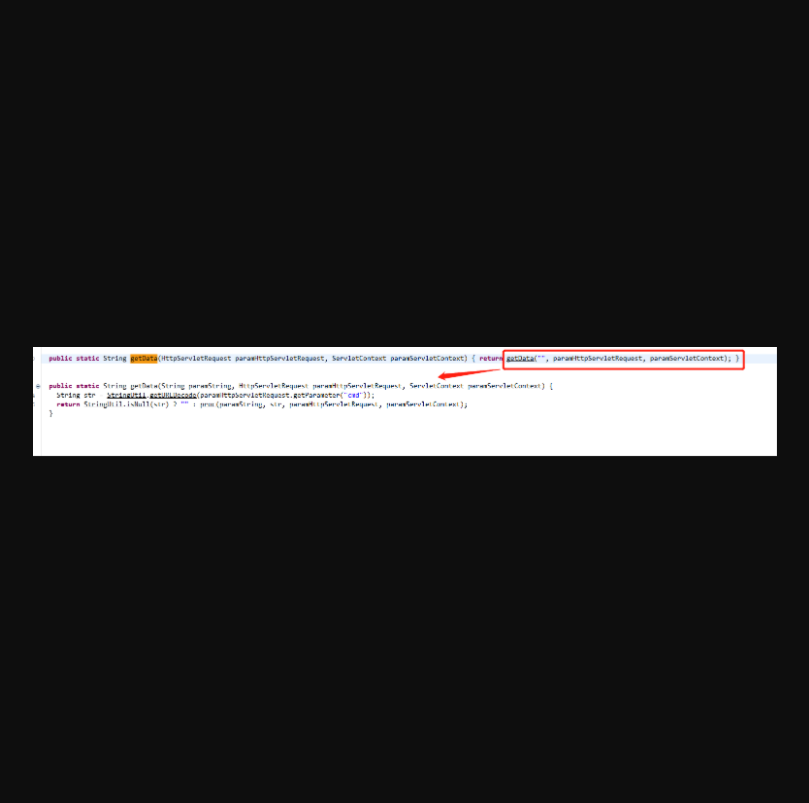 public static String getData(HttpServletRequest paramHttpServletRequest, ServletContext paramServletContext) { return getData("", paramHttpServletRequest, paramServletContext); }
public static String getData(String paramString, HttpServletRequest paramHttpServletRequest, ServletContext paramServletContext) {
String str = StringUtil.getURLDecode(paramHttpServletRequest.getParameter("cmd"));
return StringUtil.isNull(str) ? "" : proc(paramString, str, paramHttpServletRequest, paramServletContext);
}